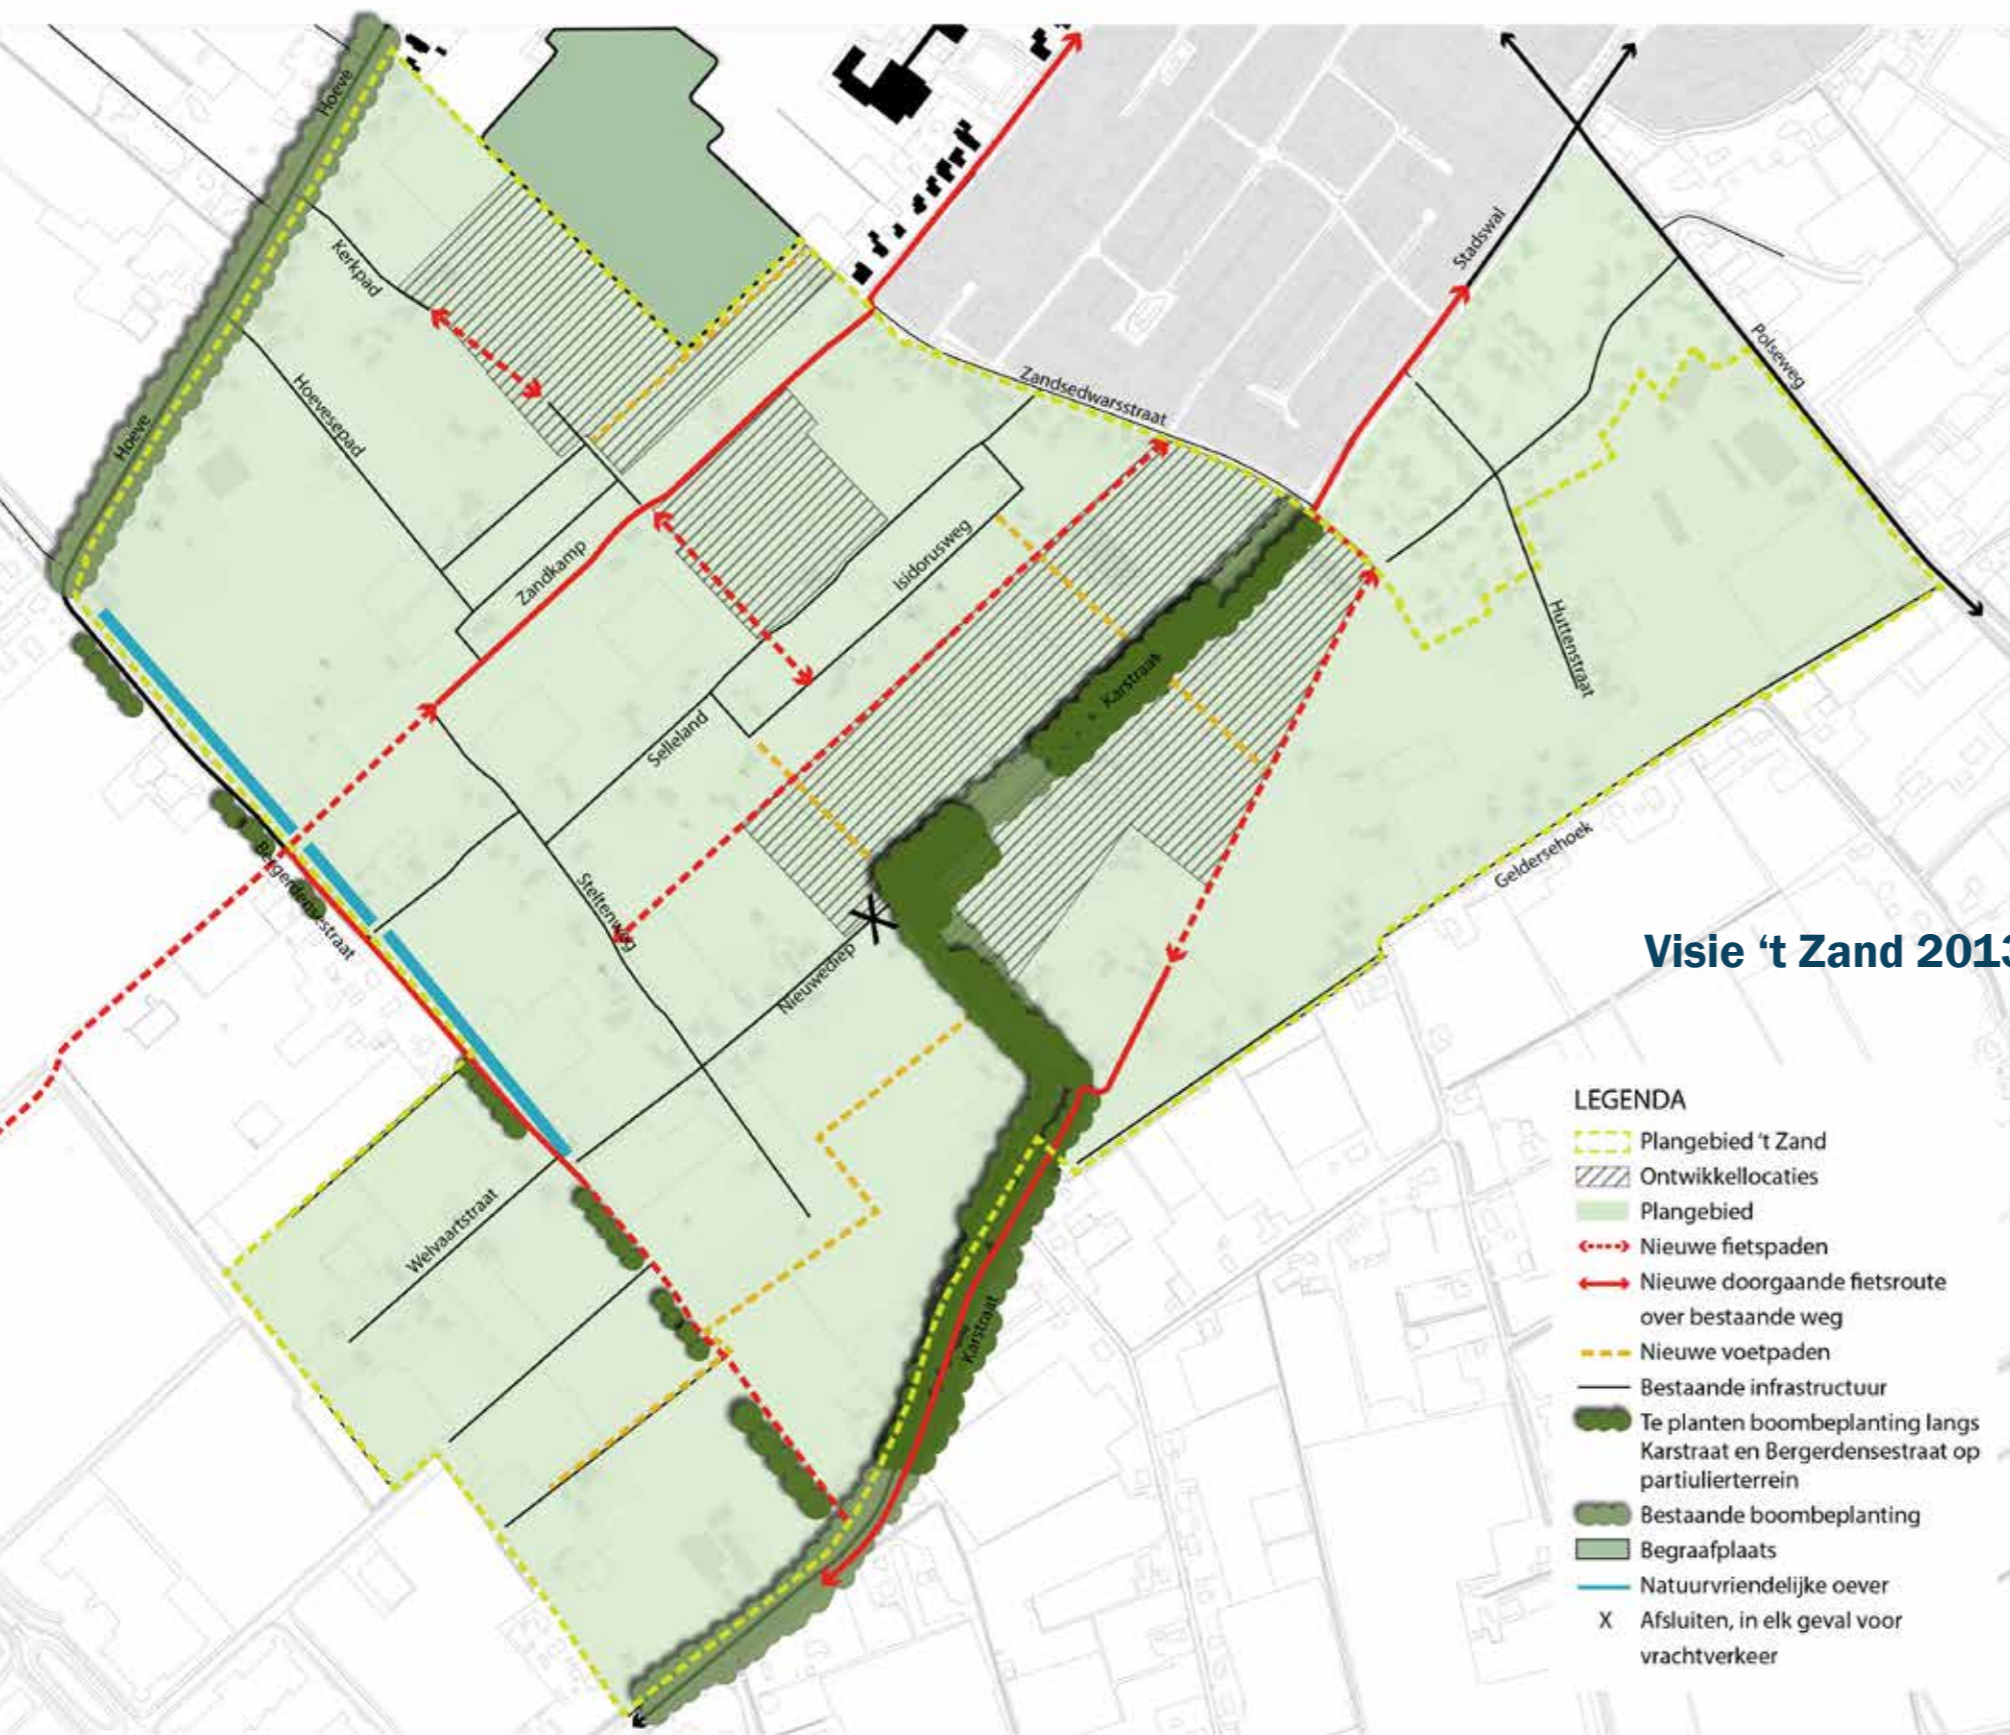 Hoeve
Kerkpad
Stadswal
Polseweg
Zandsedwarsstraat
Hoevesepad
Hoeve
Isidorusweg
Zandkamp
Huttenstraat
Karstraat
Selleland
Geldersehoek
Bergerdensestraat
Steltenweg
Nieuwediep
X
Visie ‘t Zand 2013
Welvaartstraat
Karstraat
LEGENDA
Plangebied ‘t Zand
Ontwikkellocaties
Plangebied
Nieuwe fietspaden
Nieuwe doorgaande fietsroute
over bestaande weg
Nieuwe voetpaden
Bestaande infrastructuur
Te planten boombeplanting langs
Karstraat en Bergerdensestraat op
partiulierterrein
Bestaande boombeplanting
Begraafplaats
Natuurvriendelijke oever
X Afsluiten, in elk geval voor
vrachtverkeer